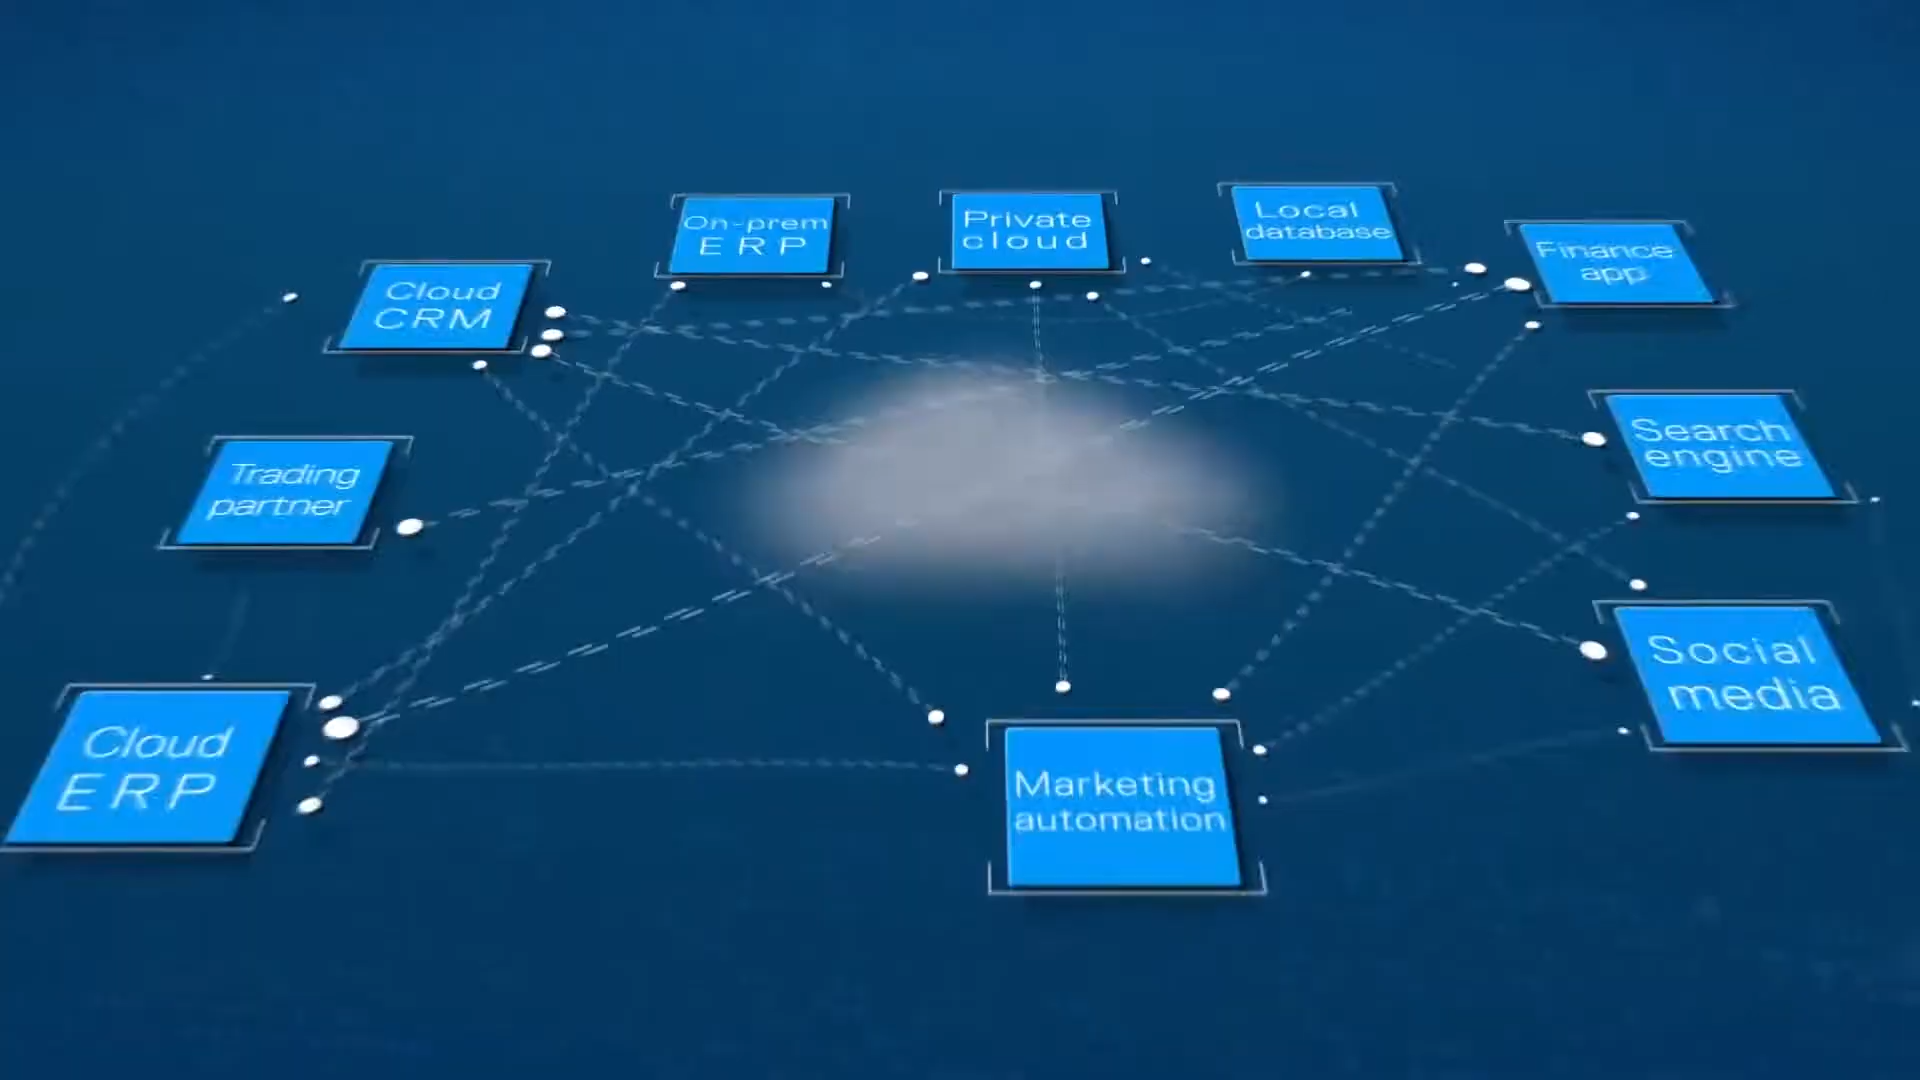 On-prem
ERP
Private
cloud
Local
database
Finance
app
Cloud
CRM
Search
engine
Trading
partner
Social
media
Cloud
ERP
Marketing
automation